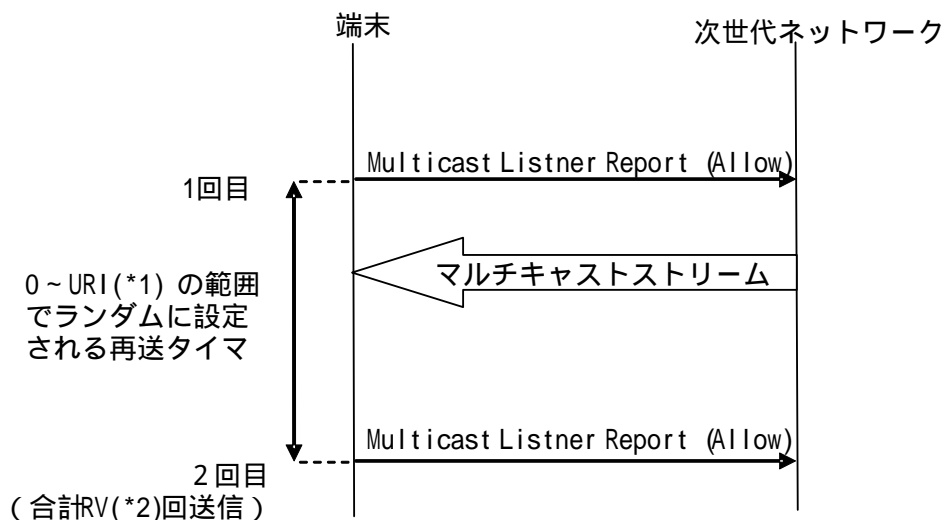 端末
次世代ネットワーク
Multicast Listner Report (Allow)
1回目
マルチキャストストリーム
0~URI(*1) の範囲
でランダムに設定
される再送タイマ
Multicast Listner Report (Allow)
2回目
(合計RV(*2)回送信)